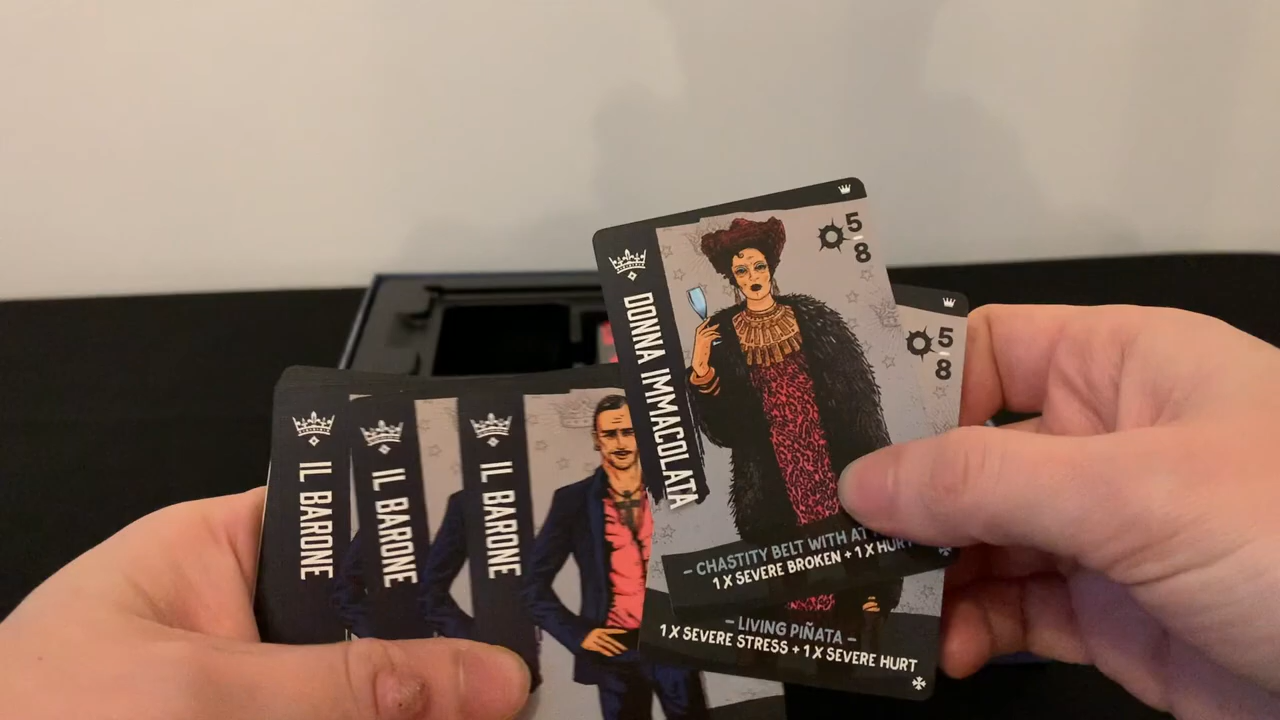 5
8
DONNA IMMACOLATA
5
8
IL BARONE
IL BARONE
IL BARONE
– CHASTITY BELT WITH
1 X SEVERE BROKEN + 1 X HURT
– LIVING PIÑATA –
1 X SEVERE STRESS + 1 X SEVERE HURT